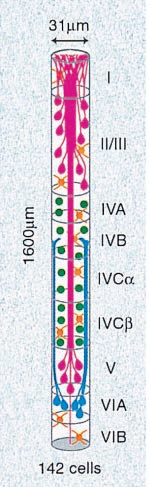 31µm
I
II/III
IVA
IVB
1600µm
IVCα
IVCβ
V
VIA
VIB
142 cells